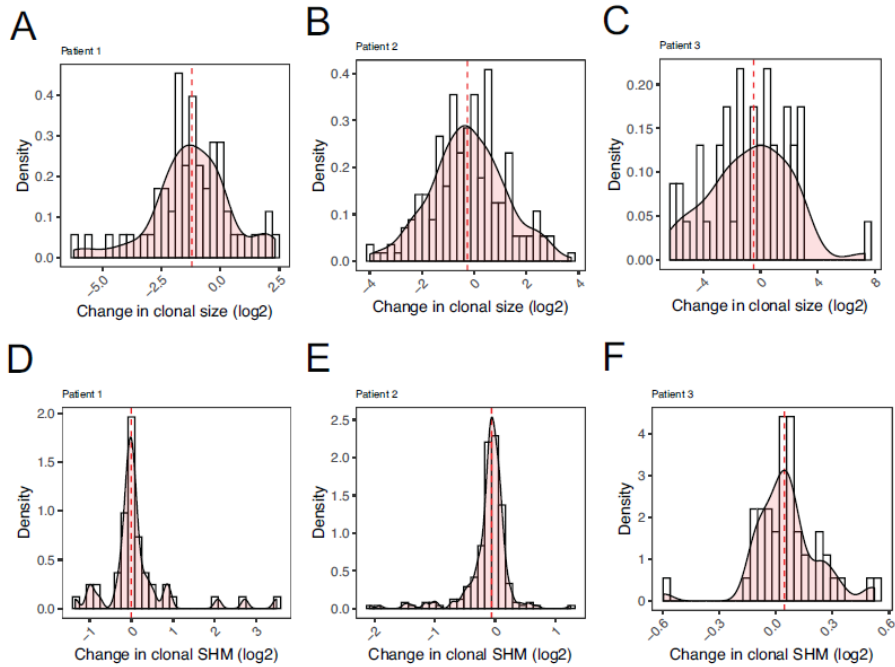 A
B
C
Patient 1
Patient 2
Patient 3
Density
0.4
0.3
0.2
0.1
0.0
−5.0
−2.5
0.0
2.5
Change in clonal size (log2)
Density
0.4
0.3
0.2
0.1
0.0
−4
−2
0
2
4
Change in clonal size (log2)
Density
0.20
0.15
0.10
0.05
0.00
−4
0
4
8
Change in clonal size (log2)
D
E
F
Patient 1
Patient 2
Patient 3
Density
2.0
1.5
1.0
0.5
0.0
−1
0
1
2
3
Change in clonal SHM (log2)
Density
2.5
2.0
1.5
1.0
0.5
0.0
−2
−1
0
1
Change in clonal SHM (log2)
Density
4
3
2
1
0
−0.6
−0.3
0.0
0.3
0.6
Change in clonal SHM (log2)